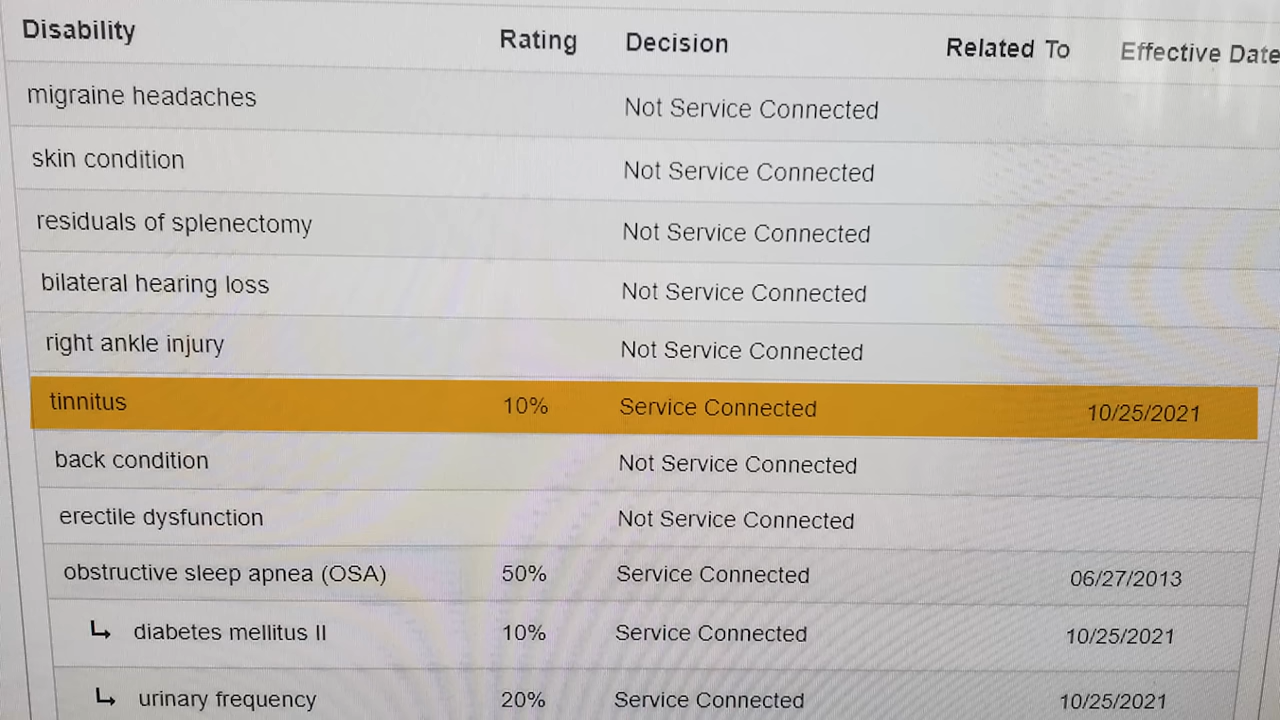 Disability Rating Decision Related To Effective Date
migraine headaches Not Service Connected
skin condition Not Service Connected
residuals of splenectomy Not Service Connected
bilateral hearing loss Not Service Connected
right ankle injury Not Service Connected
tinnitus 10% Service Connected 10/25/2021
back condition Not Service Connected
erectile dysfunction Not Service Connected
obstructive sleep apnea (OSA) 50% Service Connected 06/27/2013
diabetes mellitus II 10% Service Connected 10/25/2021
urinary frequency 20% Service Connected 10/25/2021